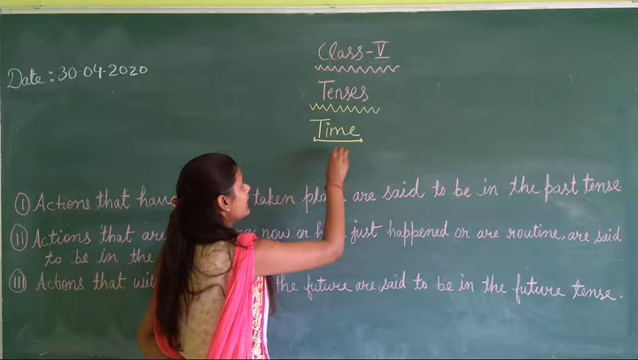 Class-V
Date : 30-04-2020
Tenses
Time
(i) Actions that have taken place are said to be in the past tense
(ii) Actions that are now or just happened or are routine, are said
to be in the
(iii) Actions that the future are said to be in the future tense.